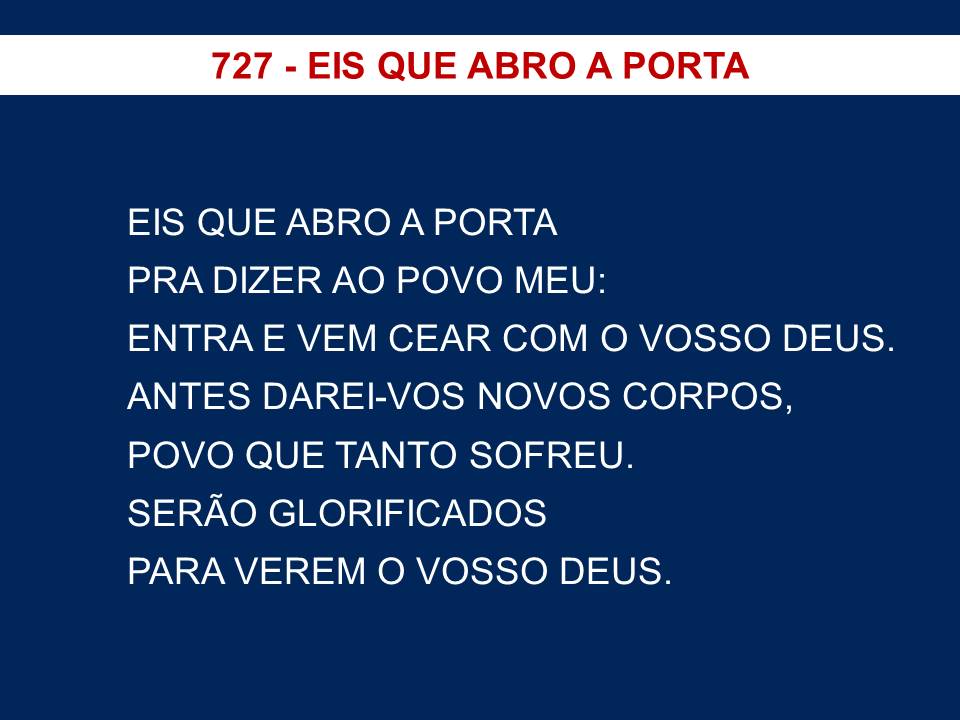 727 - EIS QUE ABRO A PORTA
EIS QUE ABRO A PORTA
PRA DIZER AO POVO MEU:
ENTRA E VEM CEAR COM O VOSSO DEUS.
ANTES DAREI-VOS NOVOS CORPOS,
POVO QUE TANTO SOFREU.
SERÃO GLORIFICADOS
PARA VEREM O VOSSO DEUS.